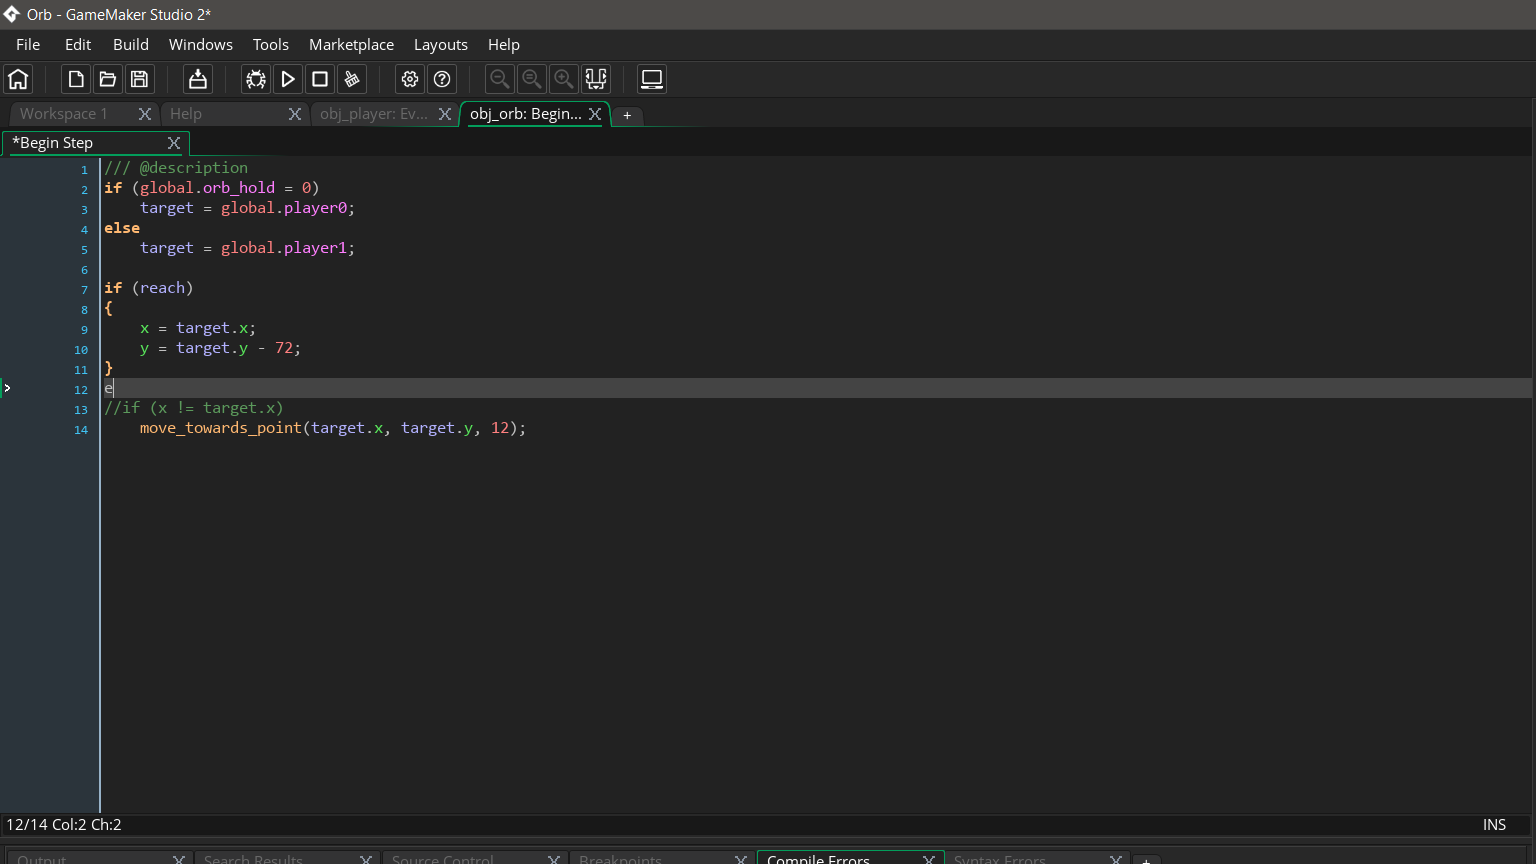 Orb - GameMaker Studio 2*
File Edit Build Windows Tools Marketplace Layouts Help
Workspace 1 Help obj_player: Ev... obj_orb: Begin... +
*Begin Step
1 /// @description
2 if (global.orb_hold = 0)
3 target = global.player0;
4 else
5 target = global.player1;
6
7 if (reach)
8 {
9 x = target.x;
10 y = target.y - 72;
11 }
12 e
13 //if (x != target.x)
14 move_towards_point(target.x, target.y, 12);
12/14 Col:2 Ch:2 INS
Output Search Results Source Control Breakpoints Compile Errors Syntax Errors +